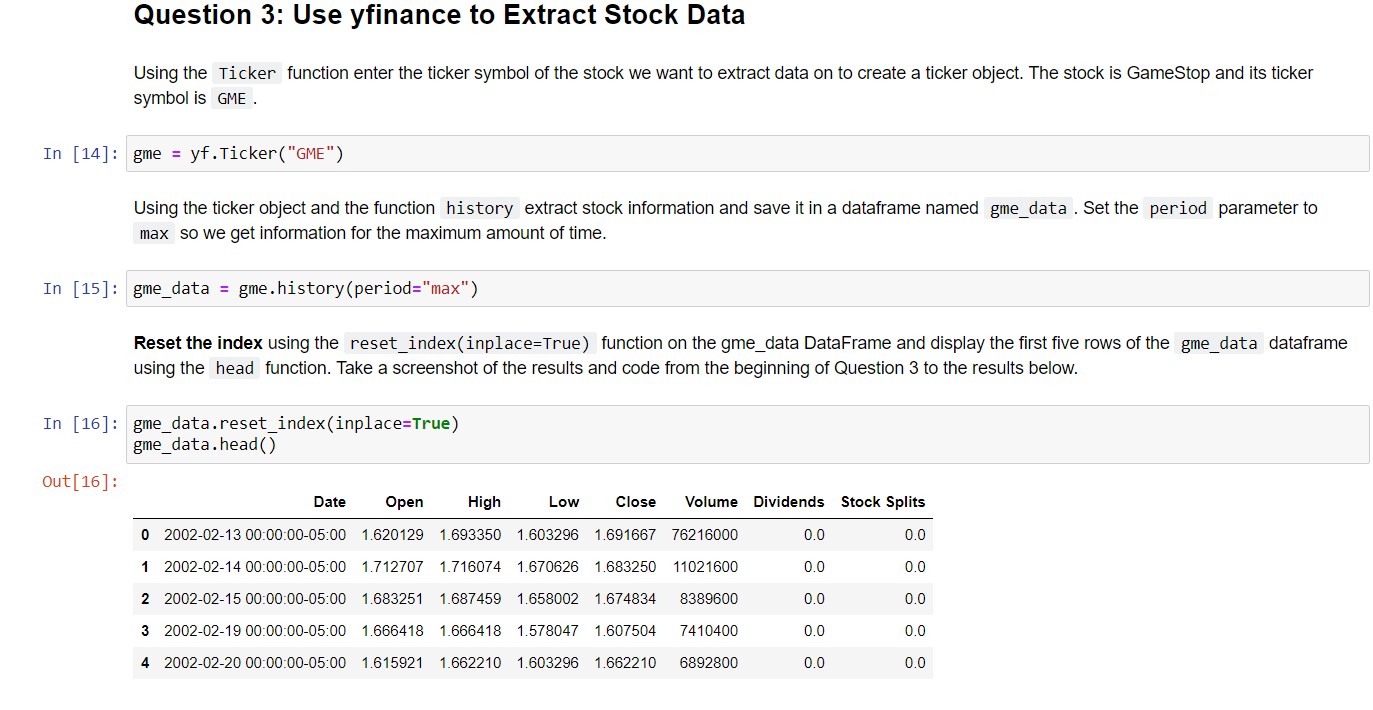 Question 3: Use yfinance to Extract Stock Data
Using the Ticker function enter the ticker symbol of the stock we want to extract data on to create a ticker object. The stock is GameStop and its ticker
symbol is GME .
In [14]: gme = yf.Ticker("GME")
Using the ticker object and the function history extract stock information and save it in a dataframe named gme_data . Set the period parameter to
max so we get information for the maximum amount of time.
In [15]: gme_data = gme.history(period="max")
Reset the index using the reset_index(inplace=True) function on the gme_data DataFrame and display the first five rows of the gme_data dataframe
using the head function. Take a screenshot of the results and code from the beginning of Question 3 to the results below.
In [16]: gme_data.reset_index(inplace=True)
gme_data.head()
Out[16]:
Date Open High Low Close Volume Dividends Stock Splits
0 2002-02-13 00:00:00-05:00 1.620129 1.693350 1.603296 1.691667 76216000 0.0 0.0
1 2002-02-14 00:00:00-05:00 1.712707 1.716074 1.670626 1.683250 11021600 0.0 0.0
2 2002-02-15 00:00:00-05:00 1.683251 1.687459 1.658002 1.674834 8389600 0.0 0.0
3 2002-02-19 00:00:00-05:00 1.666418 1.666418 1.578047 1.607504 7410400 0.0 0.0
4 2002-02-20 00:00:00-05:00 1.615921 1.662210 1.603296 1.662210 6892800 0.0 0.0